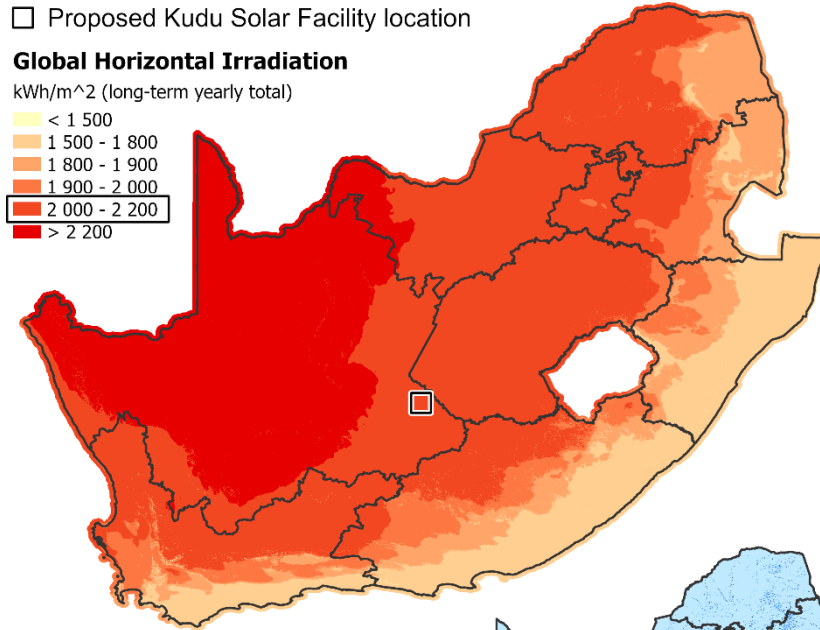 Proposed Kudu Solar Facility location
Global Horizontal Irradiation
kWh/m^2 (long-term yearly total)
< 1 500
1 500 - 1 800
1 800 - 1 900
1 900 - 2 000
2 000 - 2 200
> 2 200